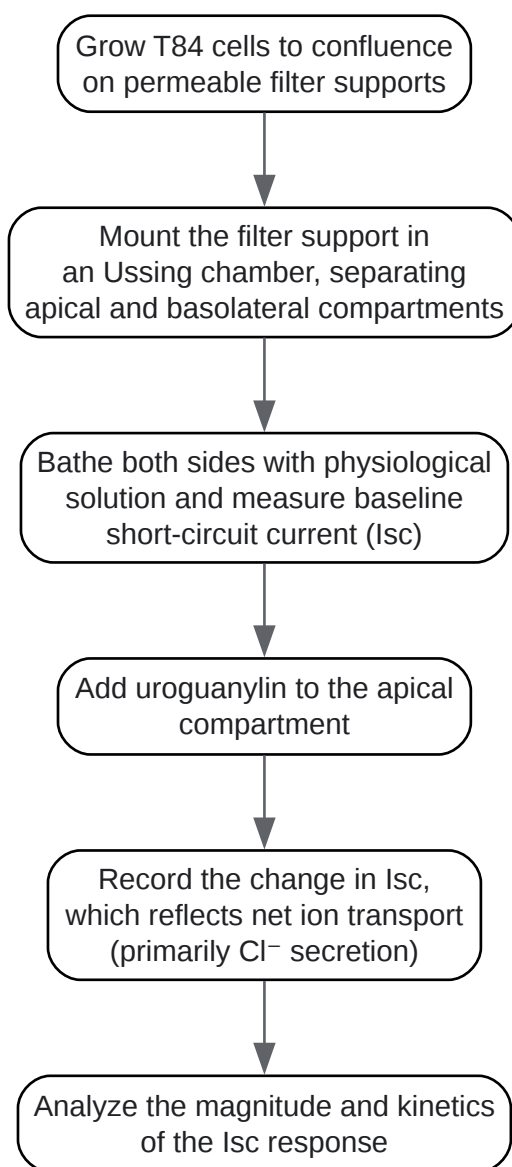 Grow T84 cells to confluence
on permeable filter supports
Mount the filter support in
an Ussing chamber, separating
apical and basolateral compartments
Bathe both sides with physiological
solution and measure baseline
short-circuit current (Isc)
Add uroguanylin to the apical
compartment
Record the change in Isc,
which reflects net ion transport
(primarily Cl⁻ secretion)
Analyze the magnitude and kinetics
of the Isc response